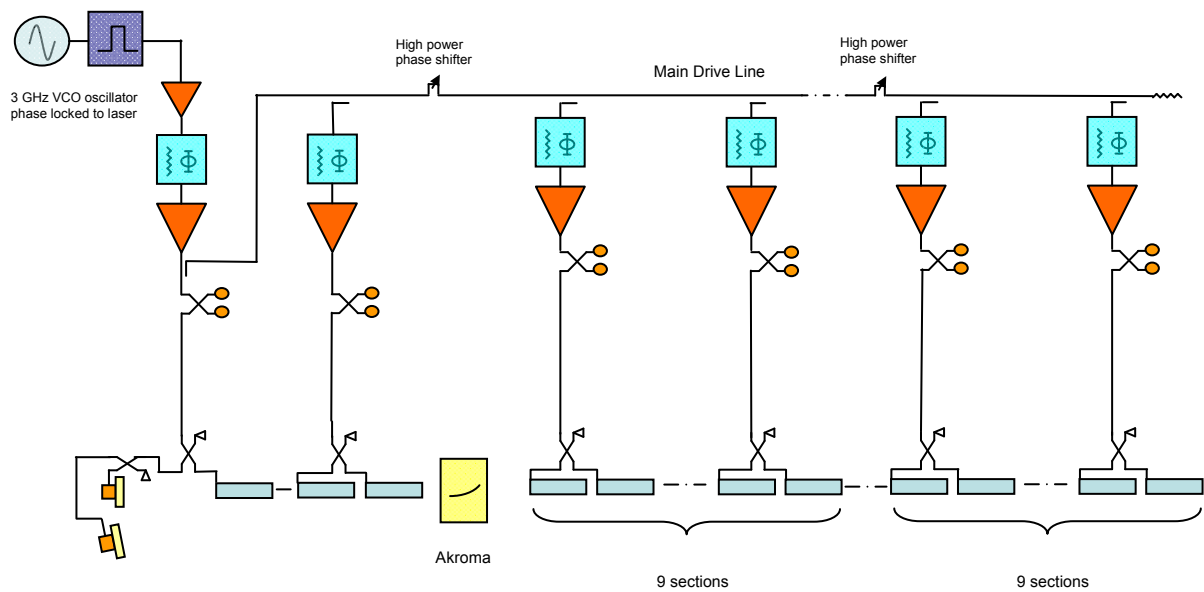 3 GHz VCO oscillator
phase locked to laser
High power
phase shifter
Main Drive Line
High power
phase shifter
Φ
Φ
Φ
Φ
Φ
Φ
Akroma
9 sections
9 sections